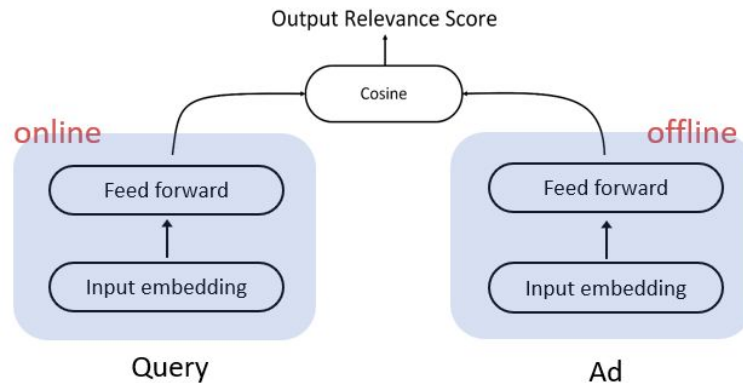 Output Relevance Score
Cosine
online
offline
Feed forward
Feed forward
Input embedding
Input embedding
Query
Ad